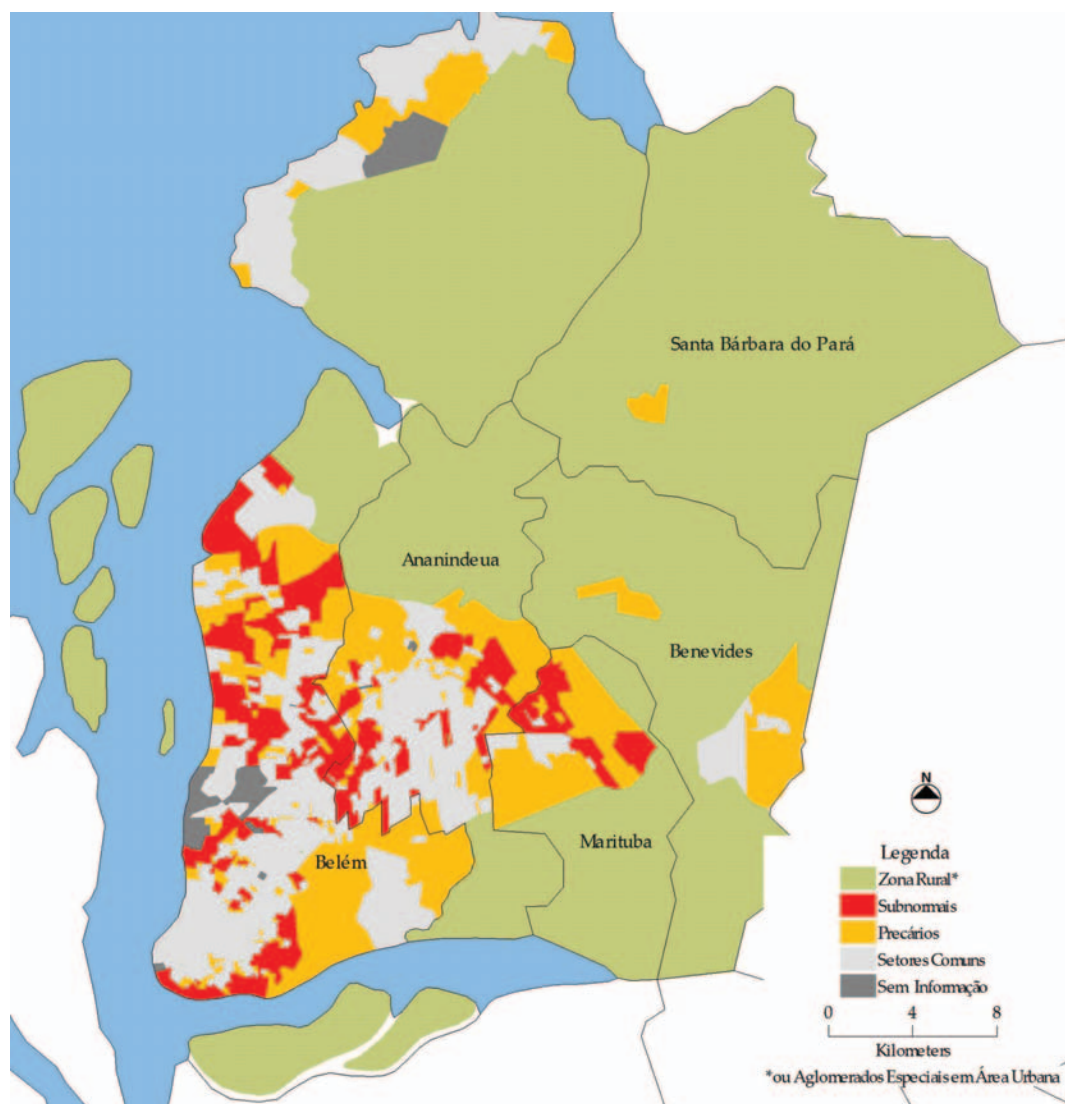 Santa Bárbara do Pará
Ananindeua
Benevides
N
Marituba
Belém
Legenda
Zona Rural*
Subnormais
Precários
Setores Comuns
Sem Informação
0 4 8
Kilometers
*ou Aglomerados Especiais em Área Urbana